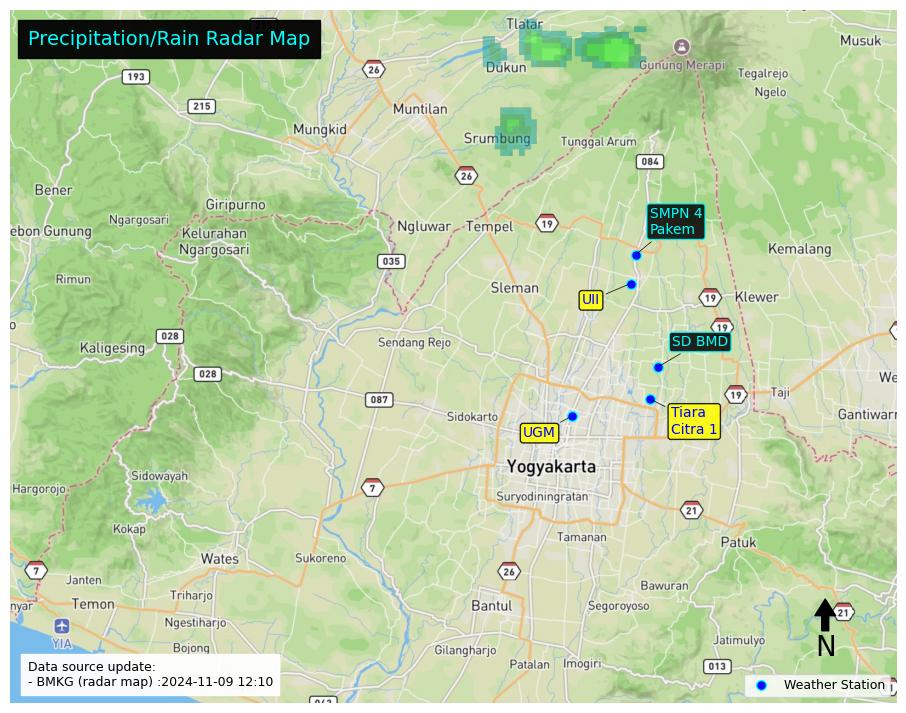 Precipitation/Rain Radar Map
Tlatar
Musuk
26
Dukun
Gunung Merapi
Tegalrejo
193
Ngelo
215
Muntilan
Mungkid
Srumbung
Tunggal Arum
084
26
Bener
Giripurno
SMPN 4
Pakem
Ngargosari
ebon Gunung
Kelurahan
Ngargosari
Ngluwar
Tempel
19
Kemalang
035
Rimun
Sleman
UII
19
Klewer
19
028
Kaligesing
Sendang Rejo
SD BMD
028
087
19
Taji
We
Sidokarto
Tiara
Citra 1
Gantiwarn
UGM
Yogyakarta
Sidowayah
Hargorojo
7
Suryodiningratan
21
Kokap
Tamanan
Patuk
Wates
Sukoreno
7
26
Janten
Bawuran
Triharjo
nyar
Temon
Bantul
Segoroyoso
21
Ngestiharjo
YIA
Jatimulyo
N
Bojong
Gilangharjo
Patalan
Imogiri
013
Data source update:
- BMKG (radar map) :2024-11-09 12:10
Weather Station